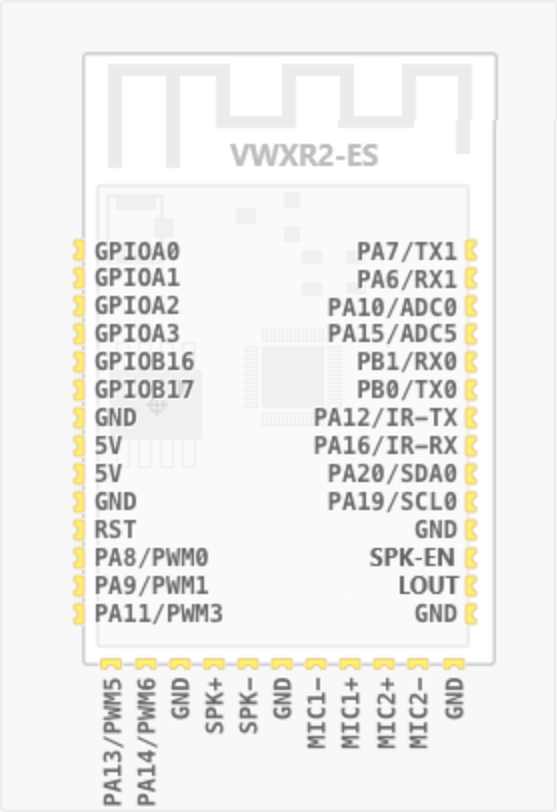 VWXR2-ES
GPIOA0 PA7/TX1
GPIOA1 PA6/RX1
GPIOA2 PA10/ADC0
GPIOA3 PA15/ADC5
GPIOB16 PB1/RX0
GPIOB17 PB0/TX0
GND PA12/IR-TX
5V PA16/IR-RX
5V PA20/SDA0
GND PA19/SCL0
RST GND
PA8/PWM0 SPK-EN
PA9/PWM1 LOUT
PA11/PWM3 GND
PA13/PWM5
PA14/PWM6
GND
SPK+
SPK-
GND
MIC1-
MIC1+
MIC2+
MIC2-
GND